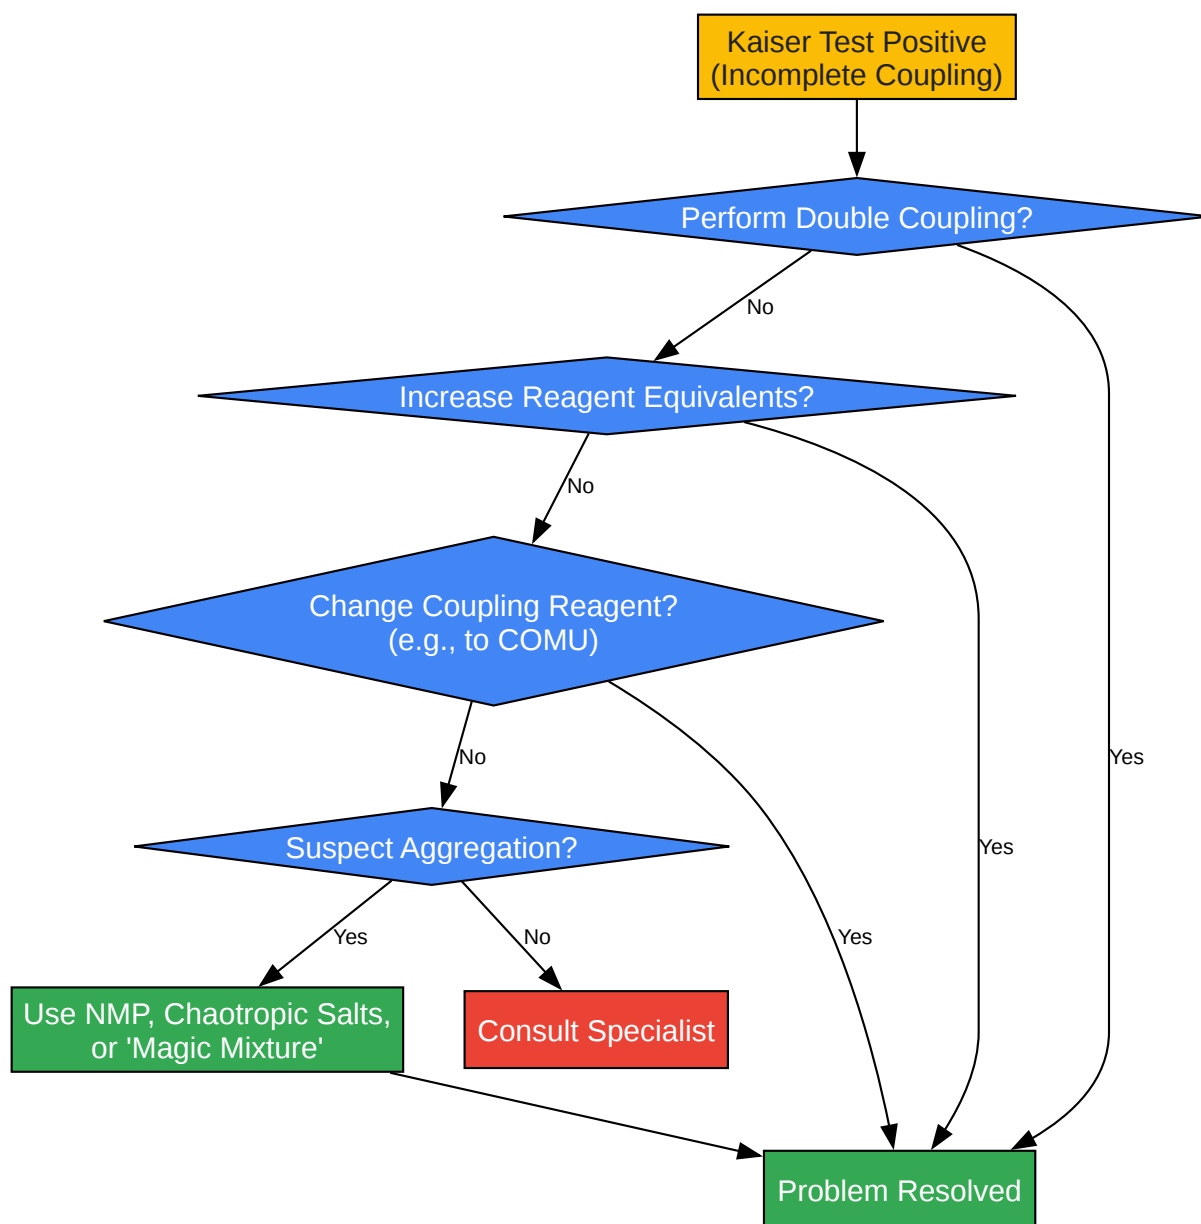 Kaiser Test Positive
(Incomplete Coupling)
Perform Double Coupling?
No
Increase Reagent Equivalents?
No
Change Coupling Reagent?
(e.g., to COMU)
No
Yes
Suspect Aggregation?
Yes
Yes
No
Yes
Use NMP, Chaotropic Salts,
or 'Magic Mixture'
Consult Specialist
Problem Resolved